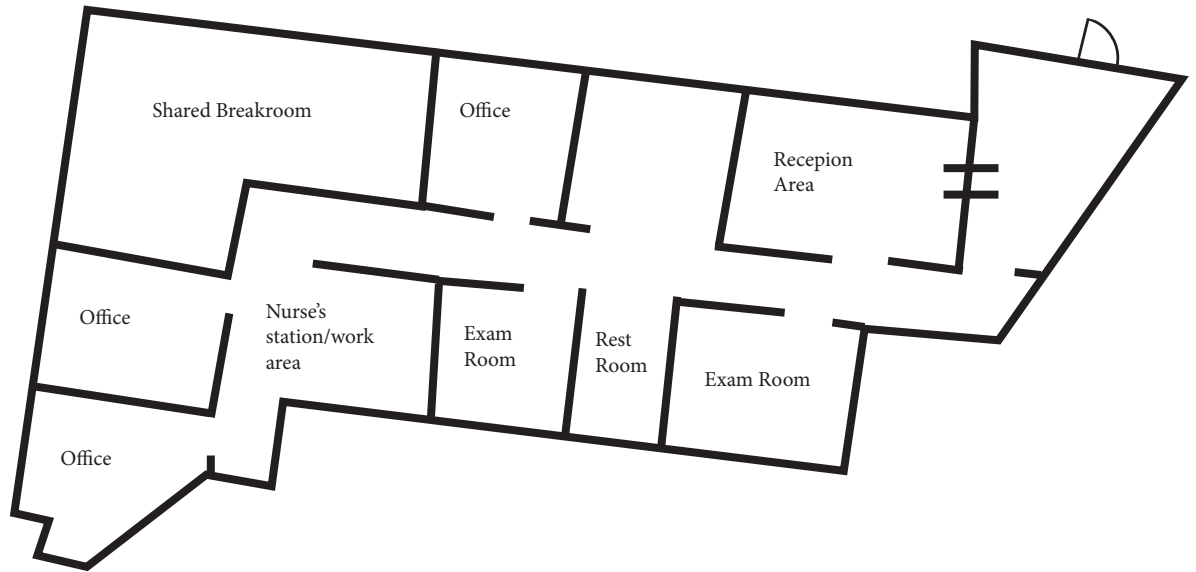 Shared Breakroom
Office
Recepion
Area
Office
Nurse's
station/work
area
Exam
Room
Rest
Room
Exam Room
Office